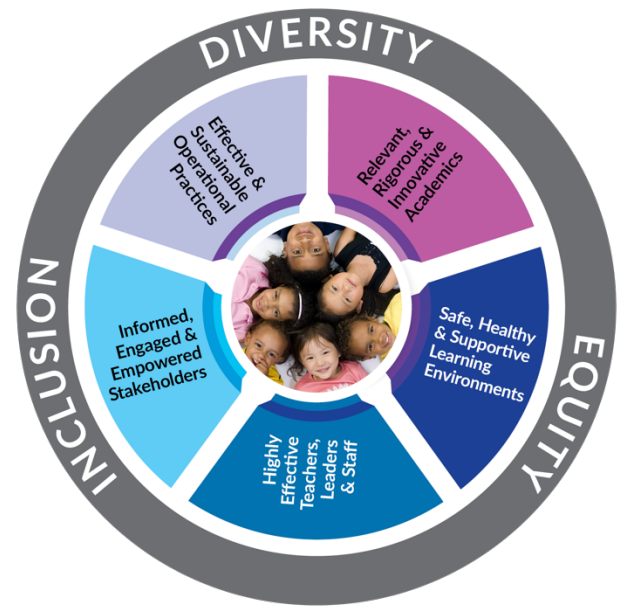 DIVERSITY
Effective &
Sustainable
Operational
Practices
Relevant,
Rigorous &
Innovative
Academics
INCLUSION
Informed,
Engaged &
Empowered
Stakeholders
Safe, Healthy
& Supportive
Learning
Environments
EQUITY
Highly
Effective
Teachers,
Leaders
& Staff